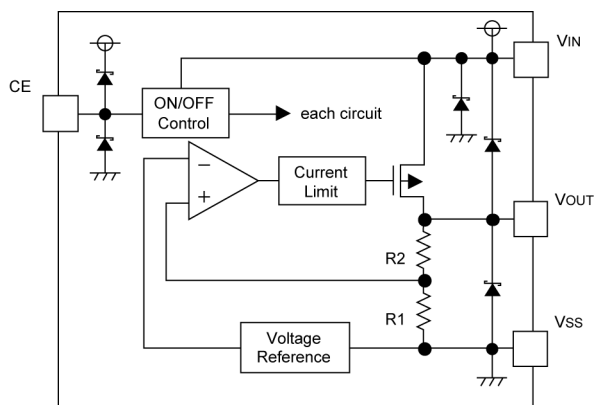 VIN
CE
ON/OFF
Control
each circuit
−
+
Current
Limit
VOUT
R2
R1
Voltage
Reference
VSS